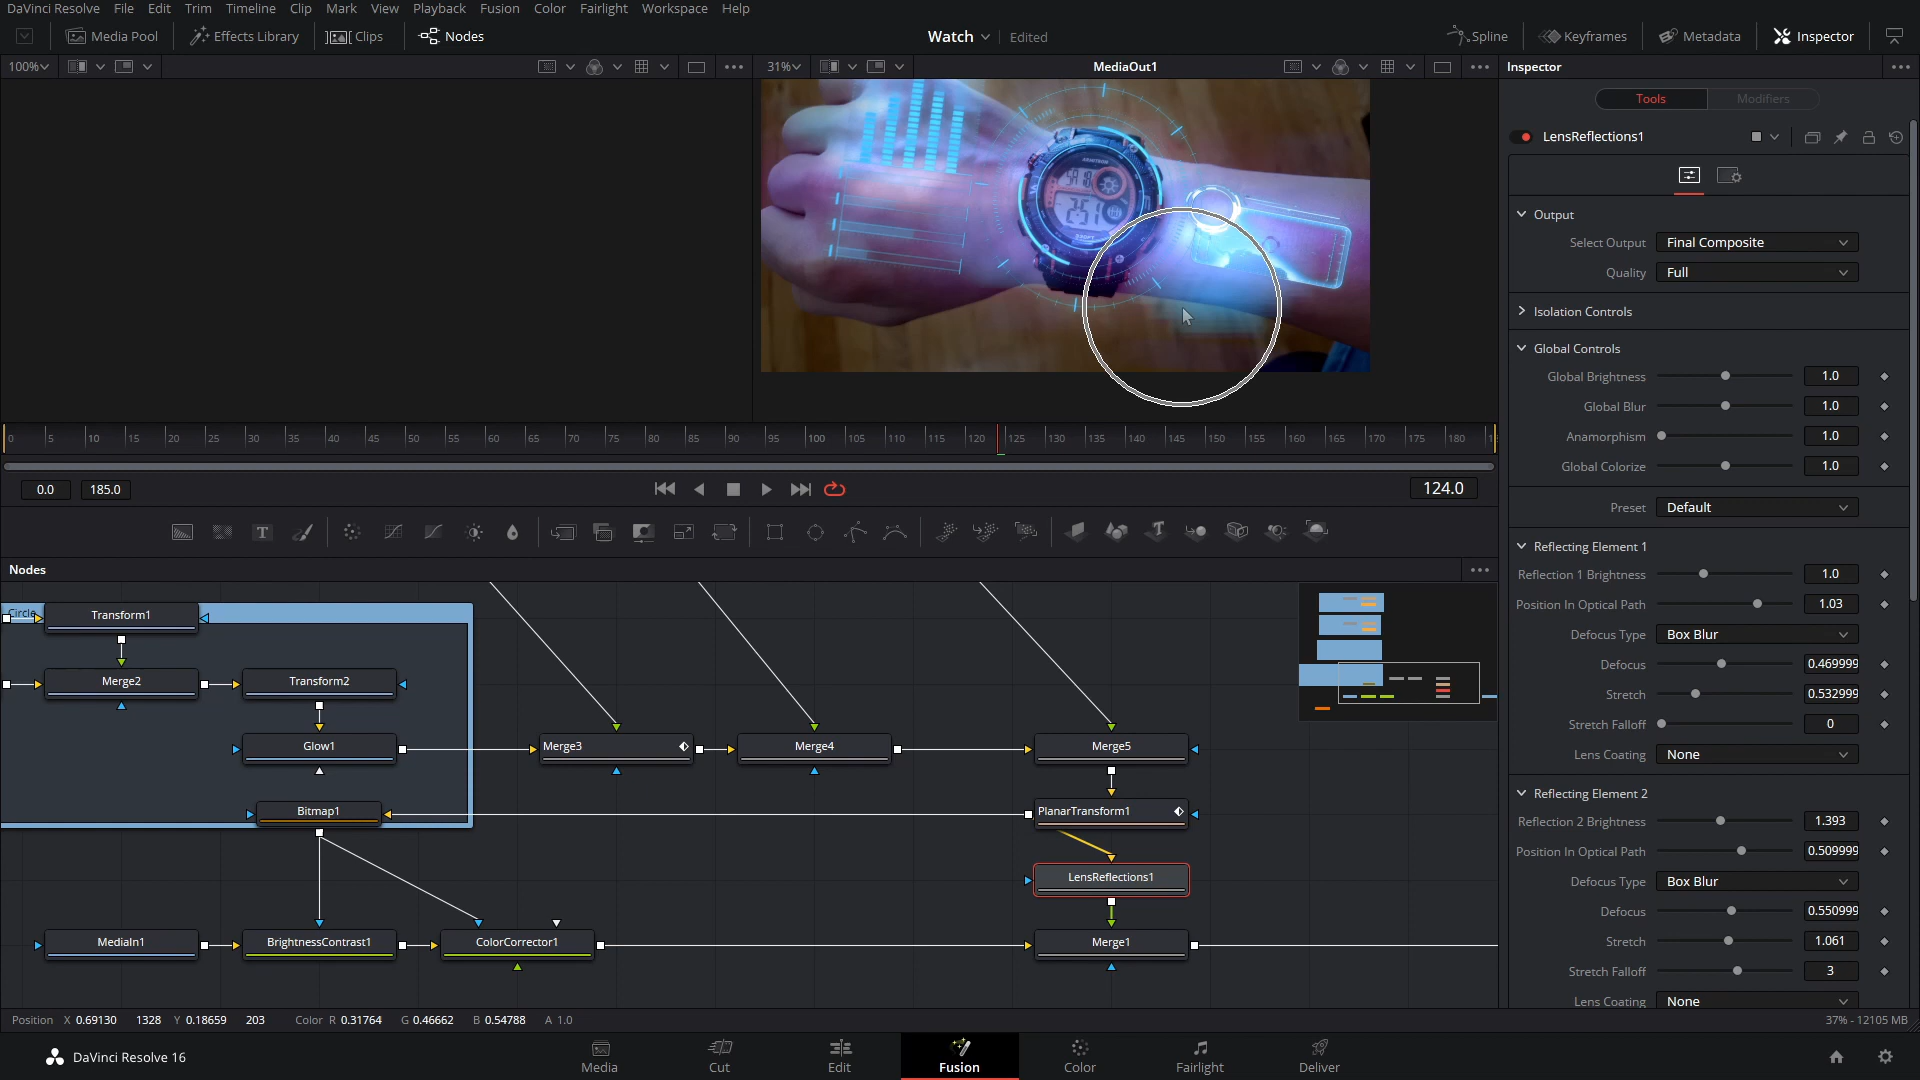 DaVinci Resolve File Edit Trim Timeline Clip Mark View Playback Fusion Color Fairlight Workspace Help
Media Pool Effects Library Clips Nodes Watch Edited Spline Keyframes Metadata Inspector
100% 31% MediaOut1 Inspector
Tools Modifiers
LensReflections1
Output
Select Output Final Composite
Quality Full
Isolation Controls
Global Controls
Global Brightness 1.0
Global Blur 1.0
Anamorphism 1.0
Global Colorize 1.0
Preset Default
Reflecting Element 1
Reflection 1 Brightness 1.0
Position In Optical Path 1.03
Defocus Type Box Blur
Defocus 0.469999
Stretch 0.532999
Stretch Falloff 0
Lens Coating None
Reflecting Element 2
Reflection 2 Brightness 1.393
Position In Optical Path 0.509999
Defocus Type Box Blur
Defocus 0.550999
Stretch 1.061
Stretch Falloff 3
Lens Coating None
ARMITRON
SA 18
3:51
330FT
0 5 10 15 20 25 30 35 40 45 50 55 60 65 70 75 80 85 90 95 100 105 110 115 120 125 130 135 140 145 150 155 160 165 170 175 180
0.0 185.0 124.0
Nodes
Circle Transform1
Merge2 Transform2
Glow1 Merge3 Merge4 Merge5
Bitmap1 PlanarTransform1
LensReflections1
MediaIn1 BrightnessContrast1 ColorCorrector1 Merge1
Position X 0.69130 1328 Y 0.18659 203 Color R 0.31764 G 0.46662 B 0.54788 A 1.0 37% - 12105 MB
DaVinci Resolve 16 Media Cut Edit Fusion Color Fairlight Deliver